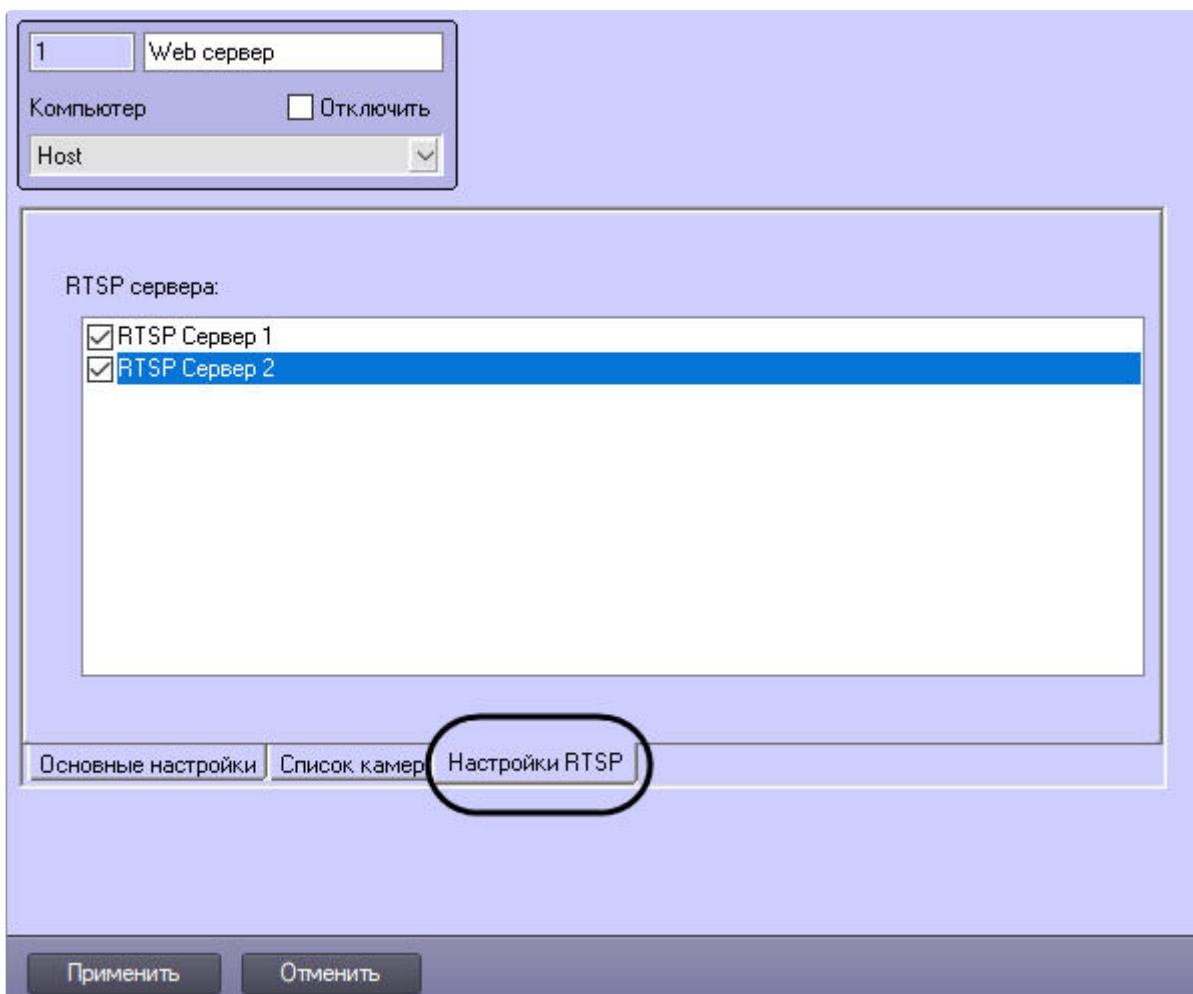 1 Web сервер
Компьютер Отключить
Host
RTSP сервера:
RTSP Сервер 1
RTSP Сервер 2
Основные настройки Список камер Настройки RTSP
Применить Отменить